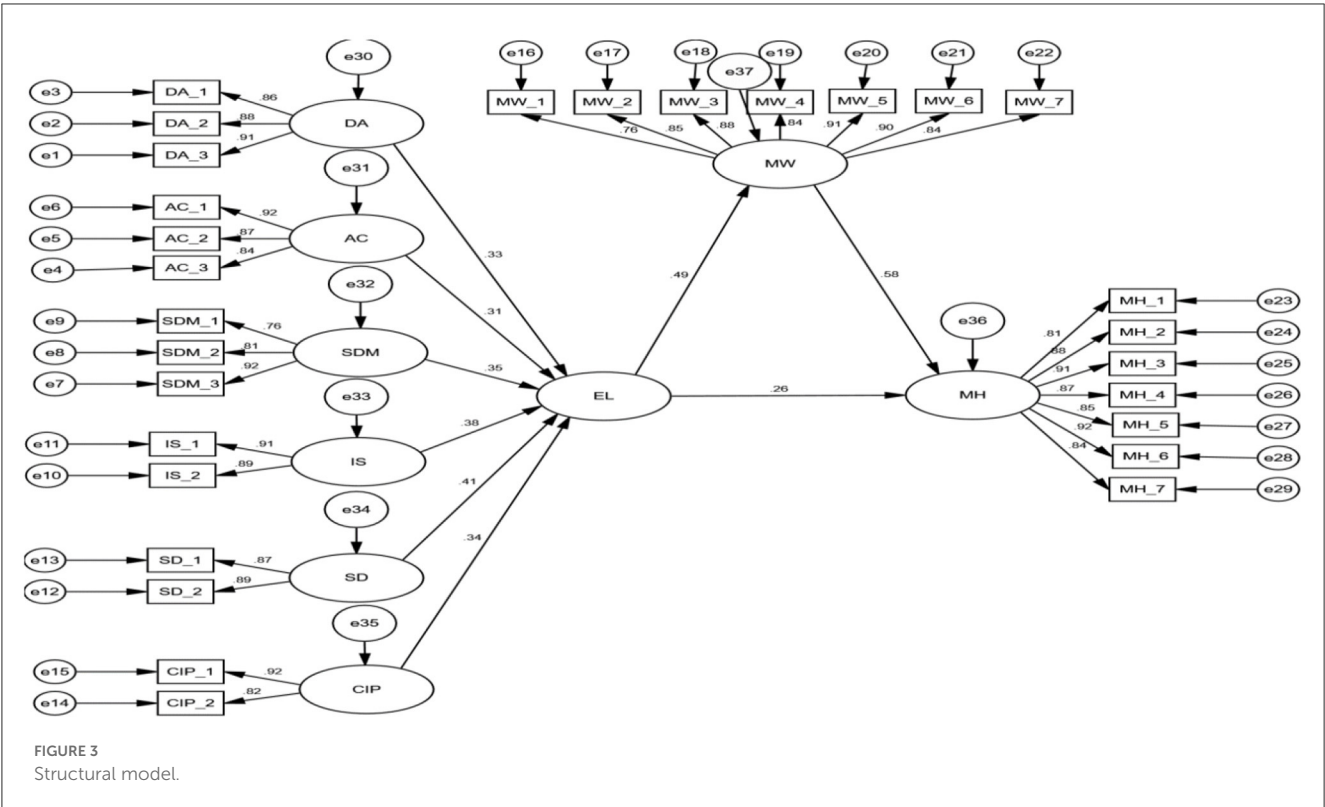 e30
e16 e17 e18 e19 e20 e21 e22
e37
e3 DA_1 .86
e2 DA_2 .88 DA
e1 DA_3 .91
MW_1 MW_2 MW_3 MW_4 MW_5 MW_6 MW_7
.76 .85 .88 .84 .91 .90 .84
MW
e31
e6 AC_1 .92
e5 AC_2 .87 AC
e4 AC_3 .84
.33
.31
.49
.58
e32
e9 SDM_1 .76
e8 SDM_2 .81 SDM
e7 SDM_3 .92
.35
e33
e11 IS_1 .91
e10 IS_2 .89 IS
.38
EL
.26
e36
MH
.81 MH_1 e23
.88 MH_2 e24
.91 MH_3 e25
.87 MH_4 e26
.85 MH_5 e27
.92 MH_6 e28
.84 MH_7 e29
e34
.41
e13 SD_1 .87
e12 SD_2 .89 SD
.34
e35
e15 CIP_1 .92
e14 CIP_2 .82 CIP
FIGURE 3
Structural model.